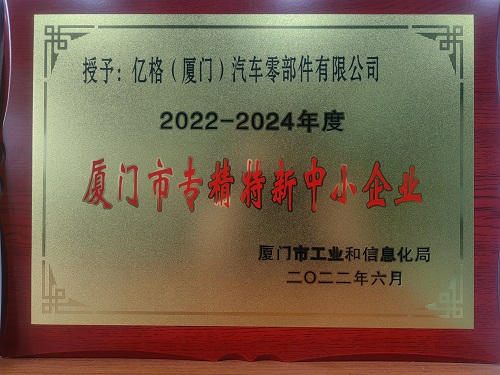 授予：亿格（厦门）汽车零部件有限公司
2022-2024年度
厦门市专精特新中小企业
厦门市工业和信息化局
二〇二二年六月